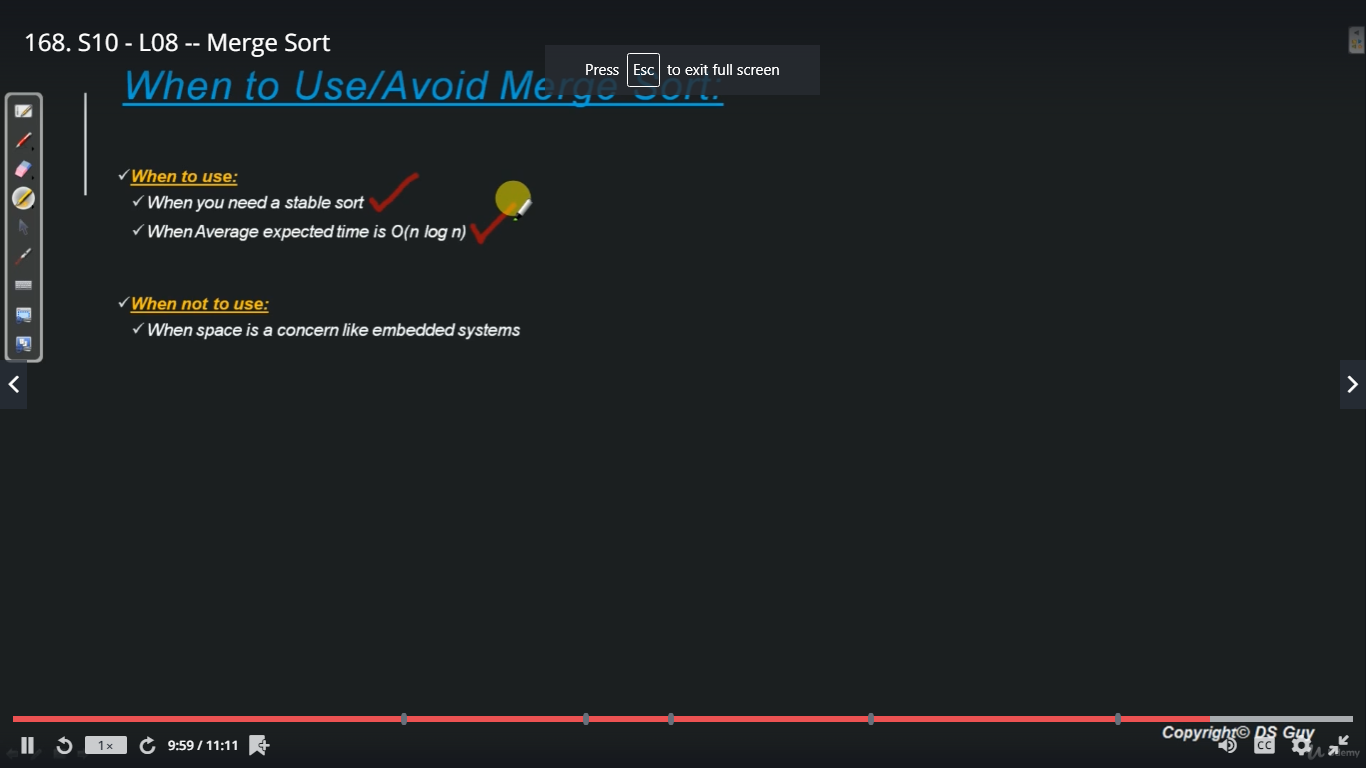 168. S10 - L08 -- Merge Sort
Press Esc to exit full screen
When to Use/Avoid Merge Sort:
✓When to use:
✓When you need a stable sort
✓When Average expected time is O(n log n)
✓When not to use:
✓When space is a concern like embedded systems
Copyright© DS Guy
1×
9:59 / 11:11
CC